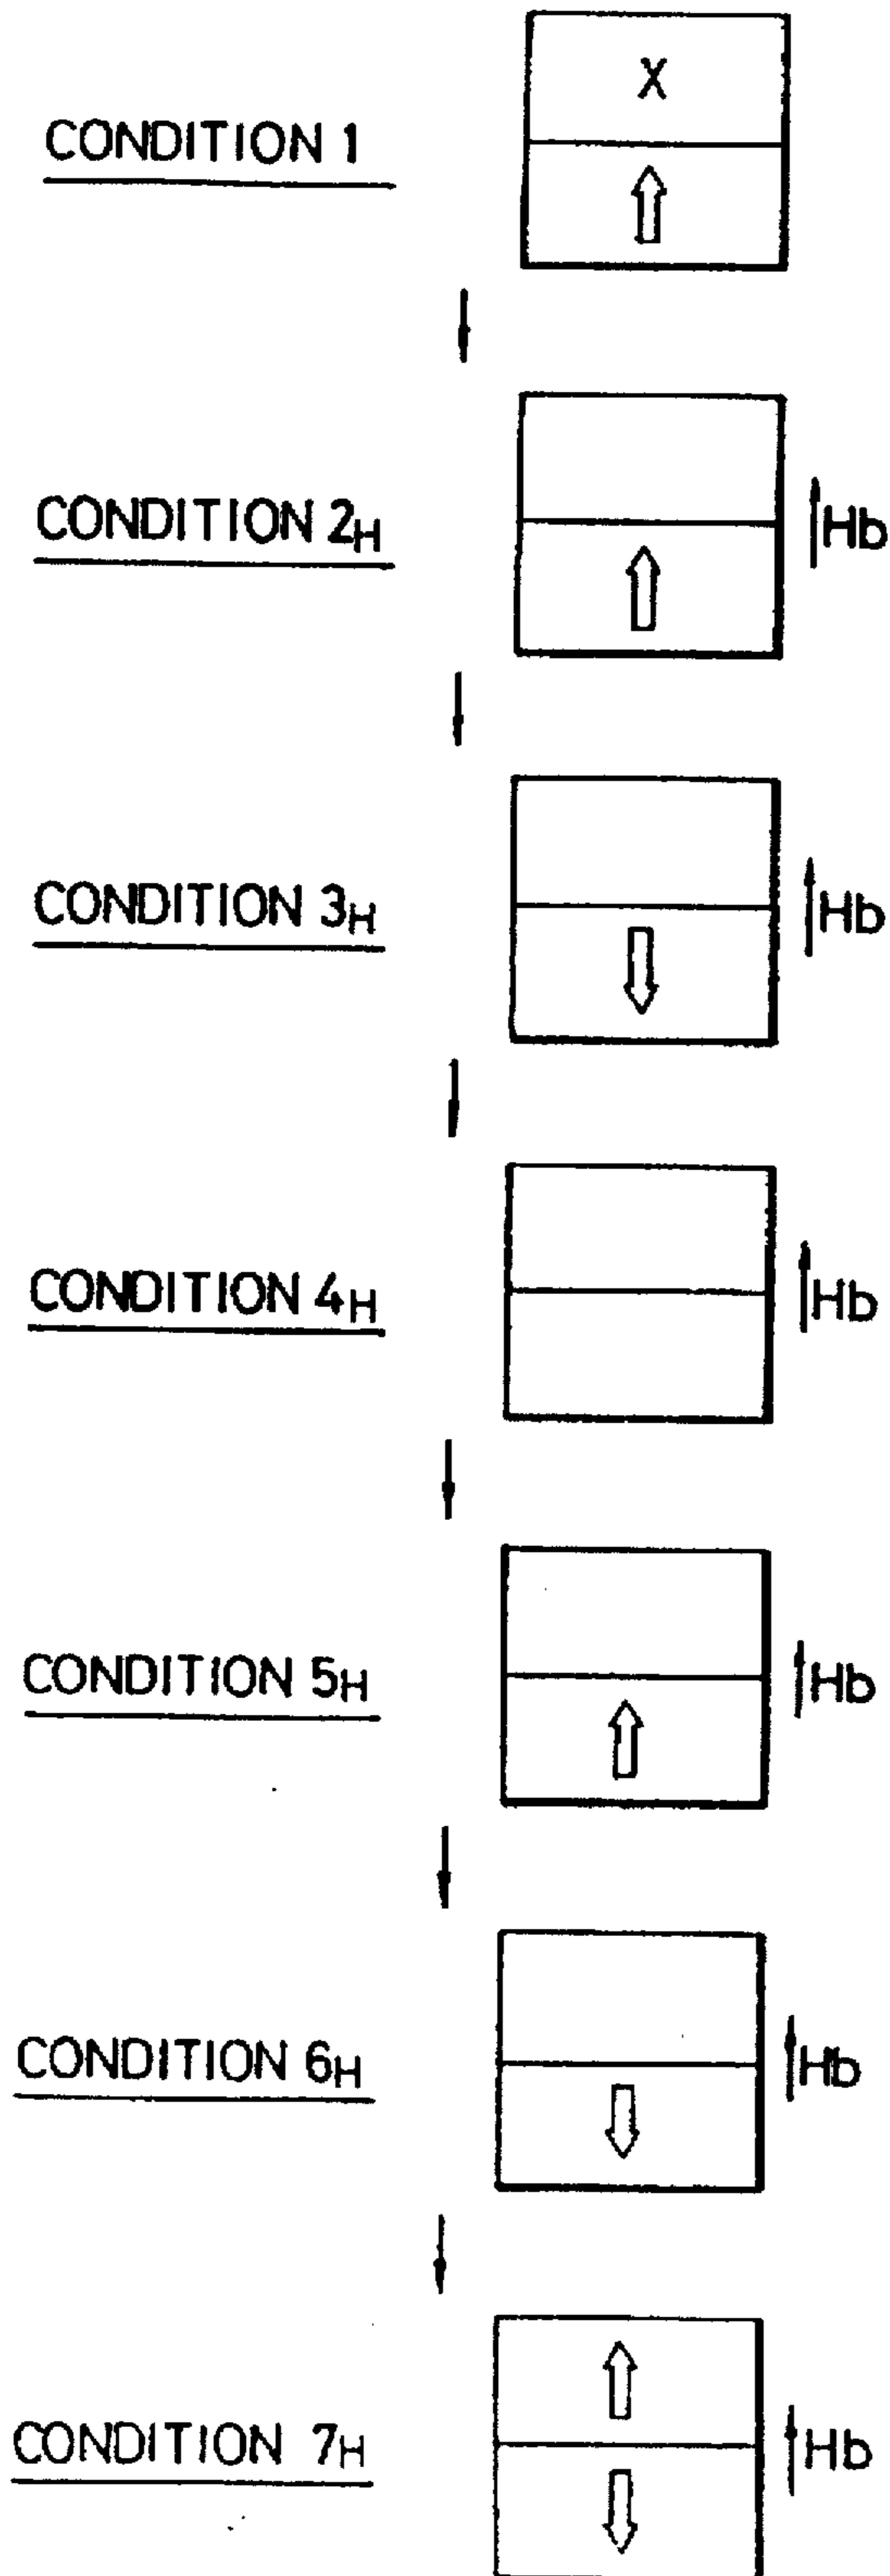 X
CONDITION 1
CONDITION 2H
Hb
CONDITION 3H
Hb
CONDITION 4H
Hb
CONDITION 5H
Hb
CONDITION 6H
Hb
CONDITION 7H
Hb